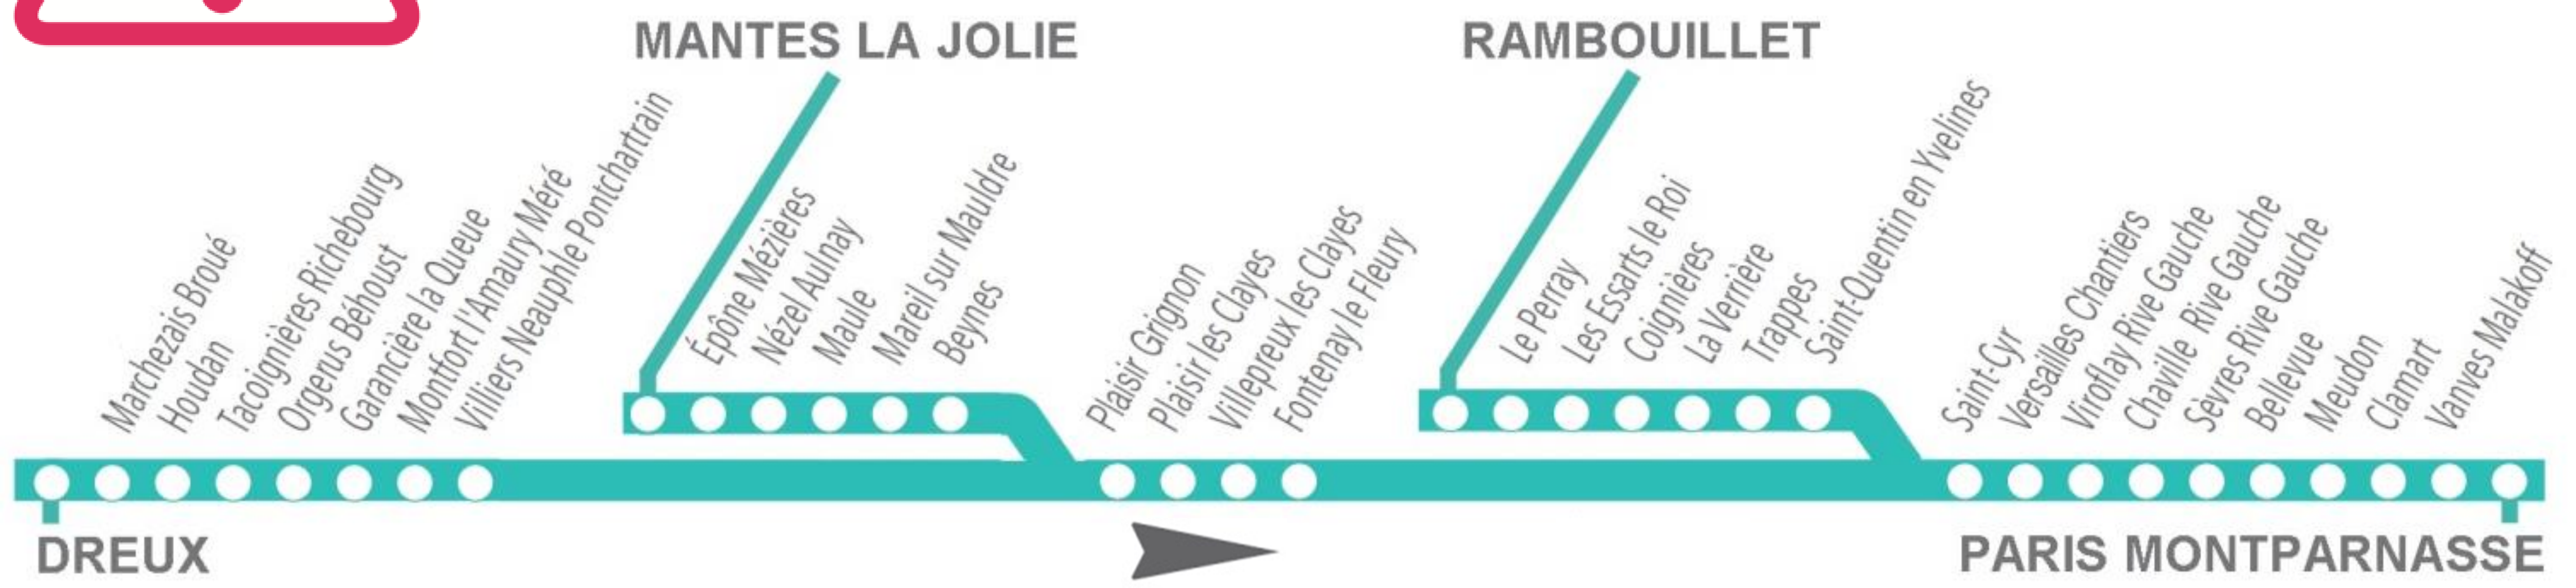 MANTES LA JOLIE
RAMBOUILLET
Marchezais Broué
Houdan
Tacoignières Richebourg
Orgerus Béhoust
Garancière la Queue
Montfort l'Amaury Méré
Villiers Neauphle Pontchartrain
Épône Mézières
Nézel Aulnay
Maule
Mareil sur Mauldre
Beynes
Plaisir Grignon
Plaisir les Clayes
Villepreux les Clayes
Fontenay le Fleury
Le Perray
Les Essarts le Roi
Coignières
La Verrière
Trappes
Saint-Quentin en Yvelines
Saint-Cyr
Versailles Chantiers
Viroflay Rive Gauche
Chaville Rive Gauche
Sèvres Rive Gauche
Bellevue
Meudon
Clamart
Vanves Malakoff
DREUX
PARIS MONTPARNASSE